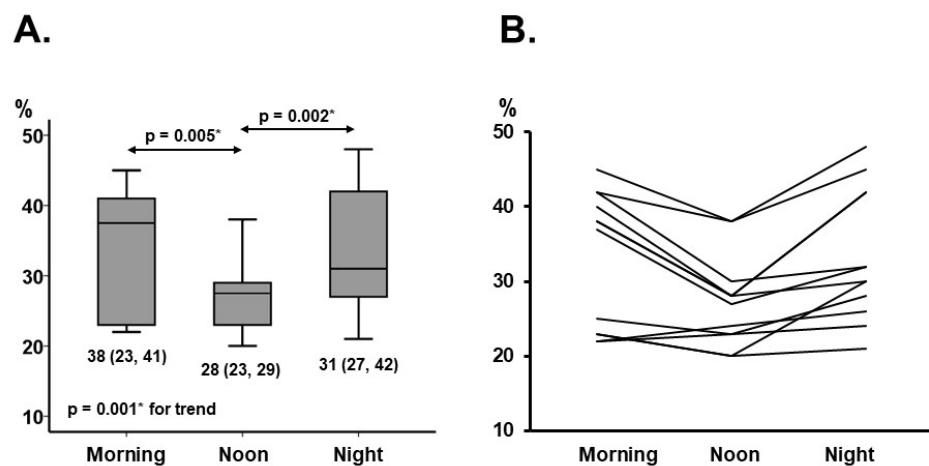 A.
%
50
40
30
20
10
p = 0.005*
p = 0.002*
38 (23, 41)
28 (23, 29)
31 (27, 42)
p = 0.001* for trend
Morning Noon Night
B.
%
50
40
30
20
10
Morning Noon Night